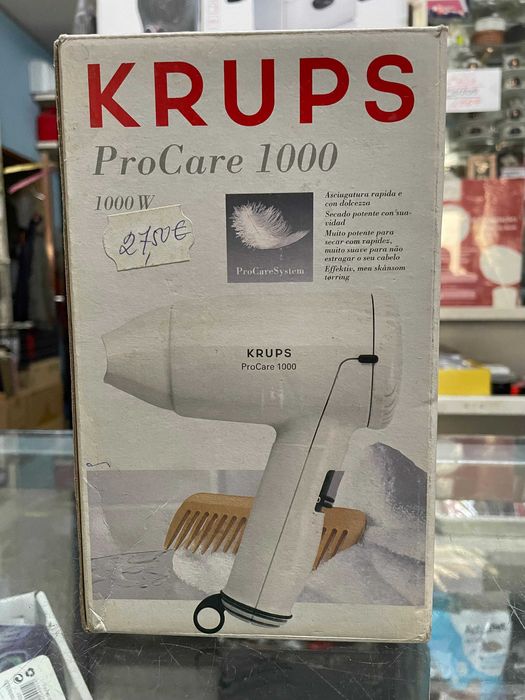 KRUPS
ProCare 1000
1000 W
27,50€
ProCareSystem
Asciugatura rapida e
con dolcezza
Secado potente con sua-
vidad
Muito potente para
secar com rapidez,
muito suave para não
estragar o seu cabelo
Effektiv, men skånsom
tørring
KRUPS
ProCare 1000